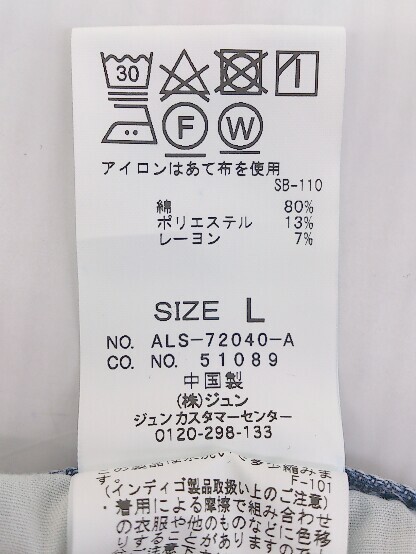 30
F W
アイロンはあて布を使用
SB-110
綿 80%
ポリエステル 13%
レーヨン 7%
SIZE L
NO. ALS-72040-A
CO. NO. 51089
中国製
(株)ジュン
ジュンカスタマーセンター
0120-298-133
す。 F-101
(インディゴ製品取扱い上のご注意)
着用による摩擦で組み合わせ
の衣服や他のものなどに色移